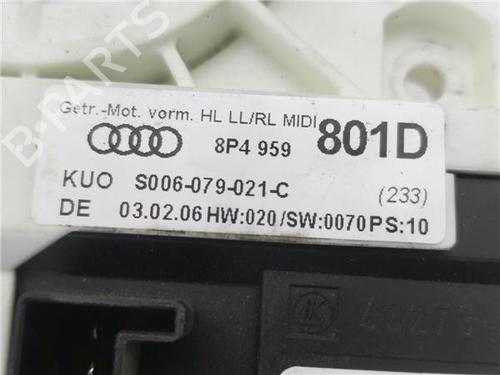 B-PARTS
Getr.-Mot. vorm. HL LL/RL MIDI
8P4 959 801D
KUO S006-079-021-C (233)
DE 03.02.06 HW:020/SW:0070 PS:10
K